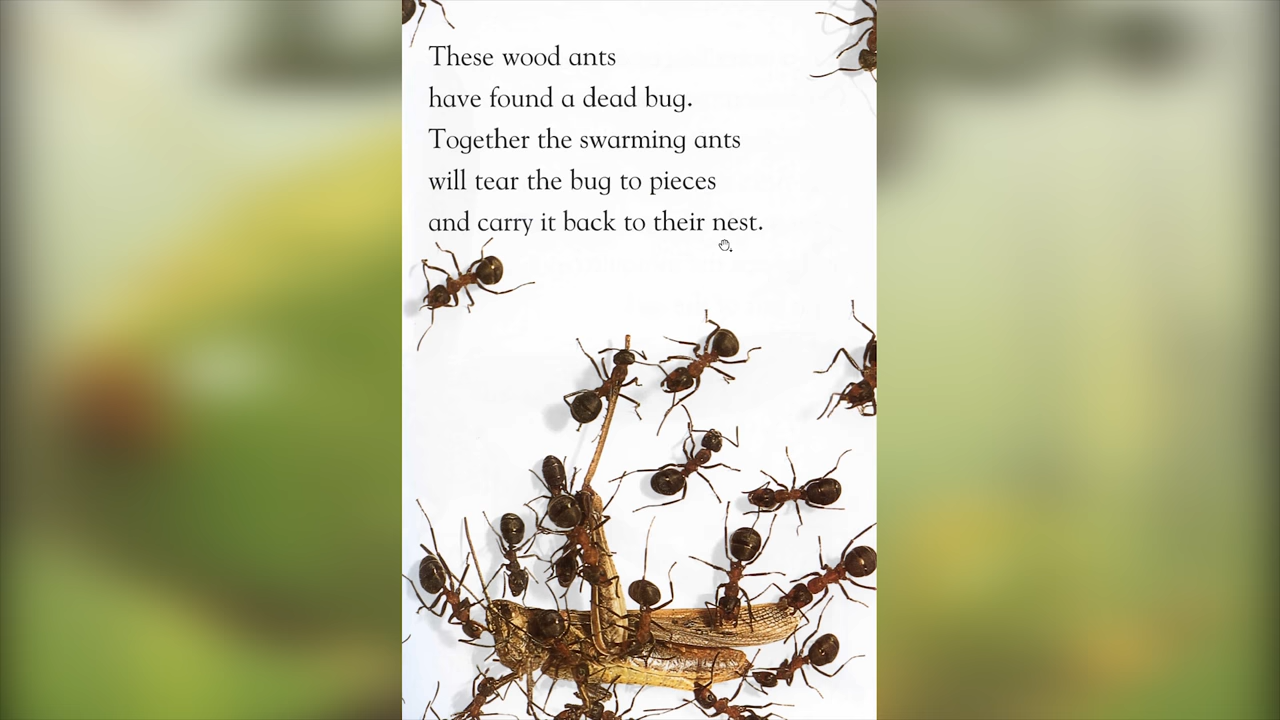 These wood ants
have found a dead bug.
Together the swarming ants
will tear the bug to pieces
and carry it back to their nest.